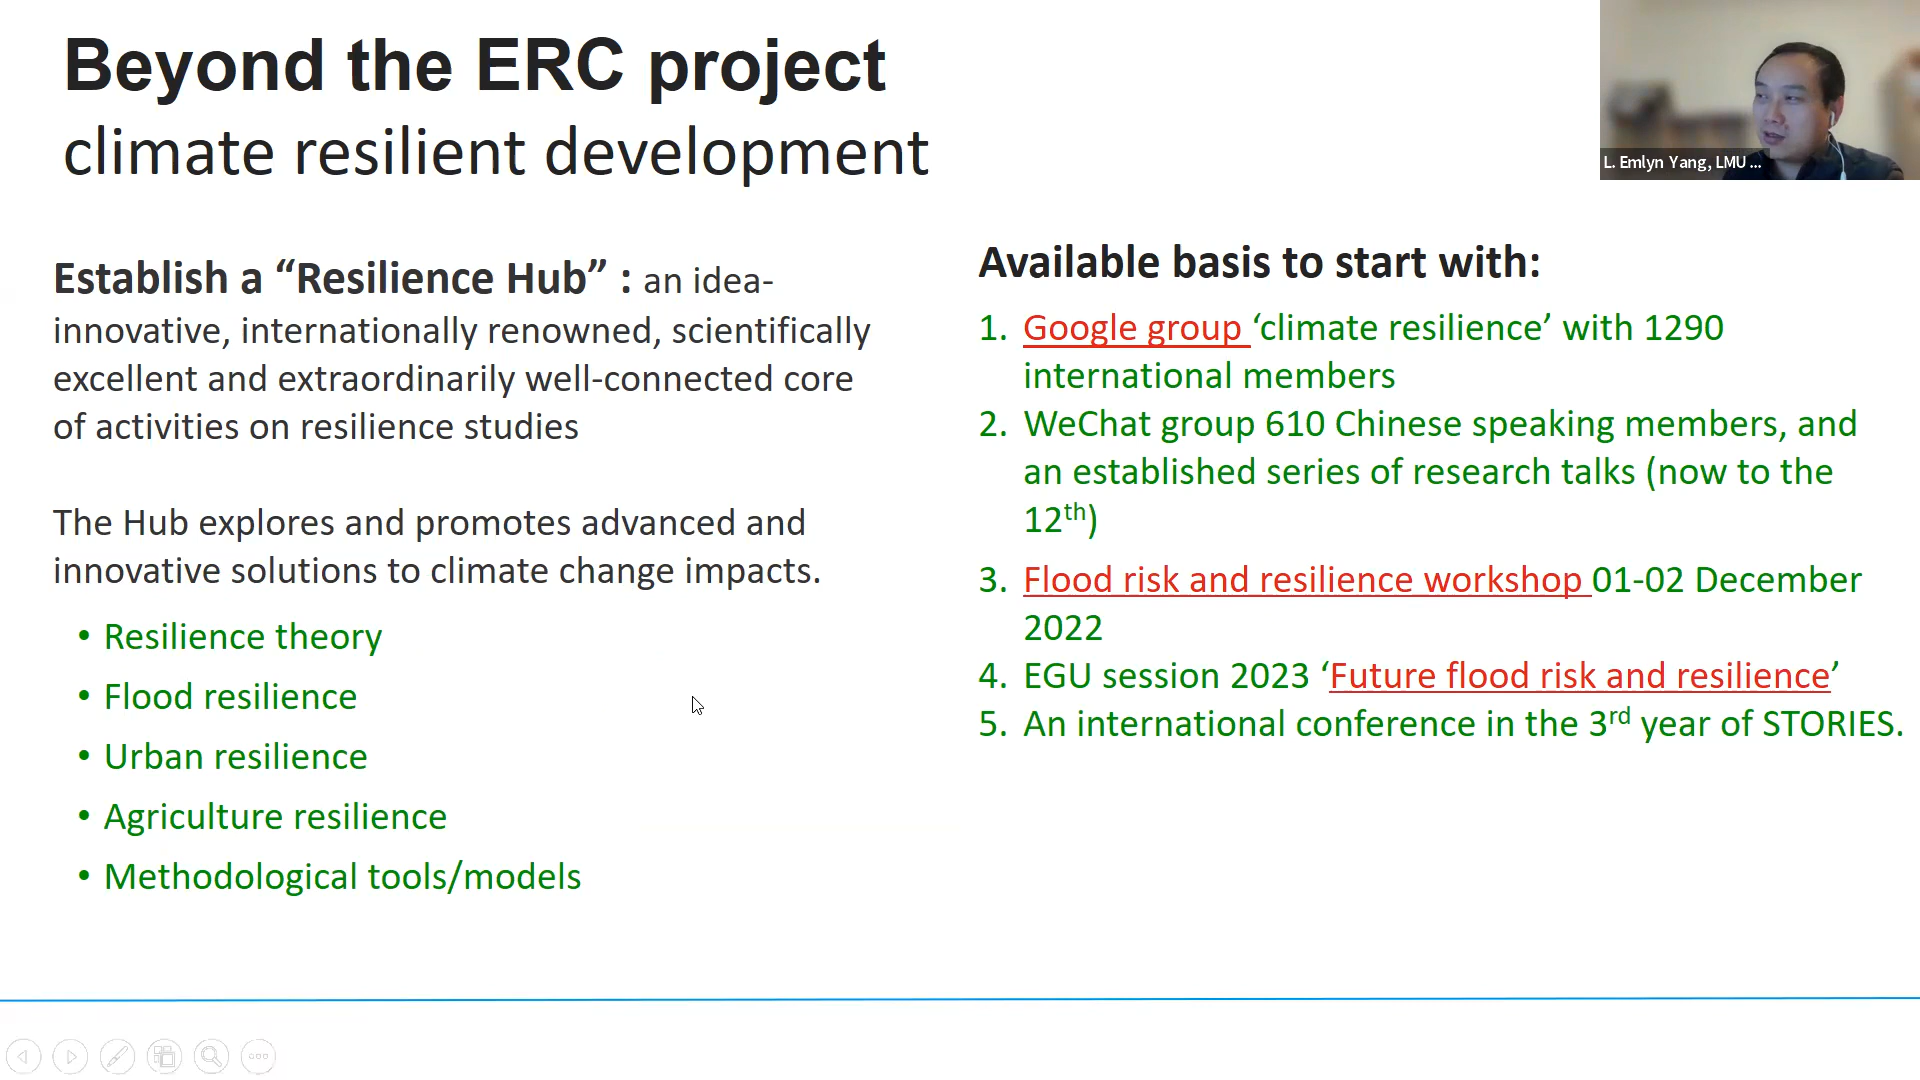 Beyond the ERC project
climate resilient development
L. Emlyn Yang, LMU ...
Establish a “Resilience Hub” : an idea-
innovative, internationally renowned, scientifically
excellent and extraordinarily well-connected core
of activities on resilience studies
The Hub explores and promotes advanced and
innovative solutions to climate change impacts.
• Resilience theory
• Flood resilience
• Urban resilience
• Agriculture resilience
• Methodological tools/models
Available basis to start with:
1. Google group ‘climate resilience’ with 1290
international members
2. WeChat group 610 Chinese speaking members, and
an established series of research talks (now to the
12th)
3. Flood risk and resilience workshop 01-02 December
2022
4. EGU session 2023 ‘Future flood risk and resilience’
5. An international conference in the 3rd year of STORIES.